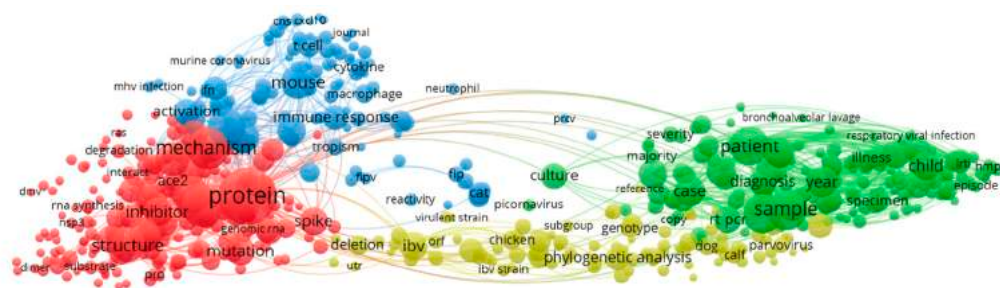 cns cxcl10
journal
t cell
murine coronavirus
cytokine
mouse
mhv infection
ifn
macrophage
neutrophil
activation
immune response
prcv
bronchoalveolar lavage
severity
respiratory viral infection
ras
mechanism
tropism
patient
majority
illness
degradation
lrti
hmp
child
interact
ace2
fipv
fip
culture
reference
case
diagnosis
year
episode
dmv
protein
cat
rna synthesis
inhibitor
reactivity
picornavirus
sample
specimen
nsp3
genomic rna
spike
virulent strain
copy
rt pcr
structure
mutation
deletion
ibv
orf
chicken
subgroup
genotype
dog
parvovirus
dimer
substrate
pro
utr
ibv strain
phylogenetic analysis
calf